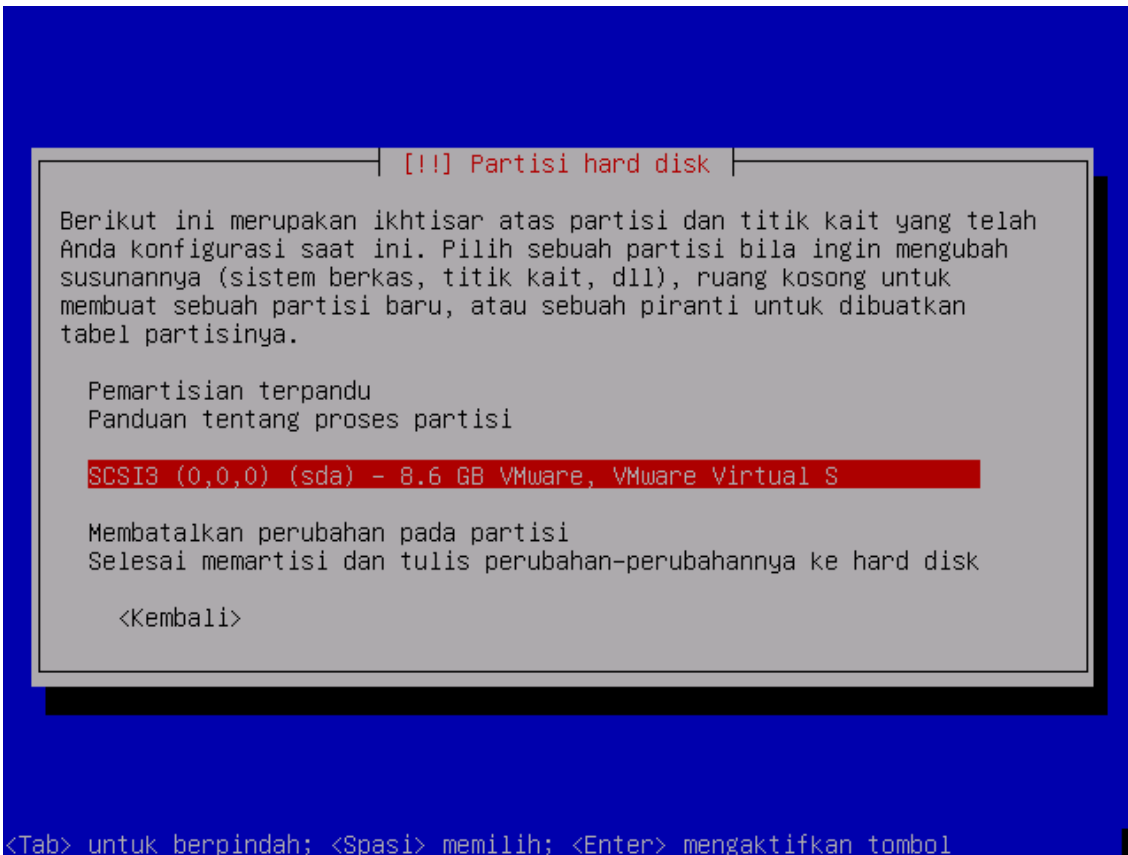 [!!] Partisi hard disk
Berikut ini merupakan ikhtisar atas partisi dan titik kait yang telah
Anda konfigurasi saat ini. Pilih sebuah partisi bila ingin mengubah
susunannya (sistem berkas, titik kait, dll), ruang kosong untuk
membuat sebuah partisi baru, atau sebuah piranti untuk dibuatkan
tabel partisinya.
Pemartisian terpandu
Panduan tentang proses partisi
SCSI3 (0,0,0) (sda) - 8.6 GB VMware, VMware Virtual S
Membatalkan perubahan pada partisi
Selesai memartisi dan tulis perubahan-perubahannya ke hard disk
<Kembali>
<Tab> untuk berpindah; <Spasi> memilih; <Enter> mengaktifkan tombol